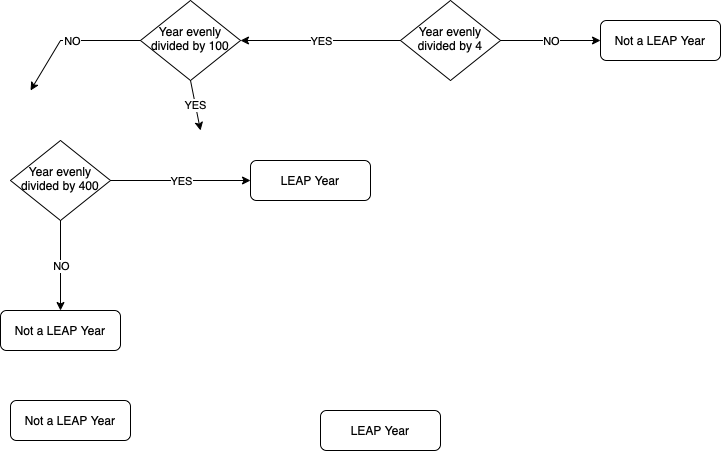 Year evenly
divided by 100
Year evenly
divided by 4
NO
YES
NO
Not a LEAP Year
YES
Year evenly
divided by 400
YES
LEAP Year
NO
Not a LEAP Year
Not a LEAP Year
LEAP Year